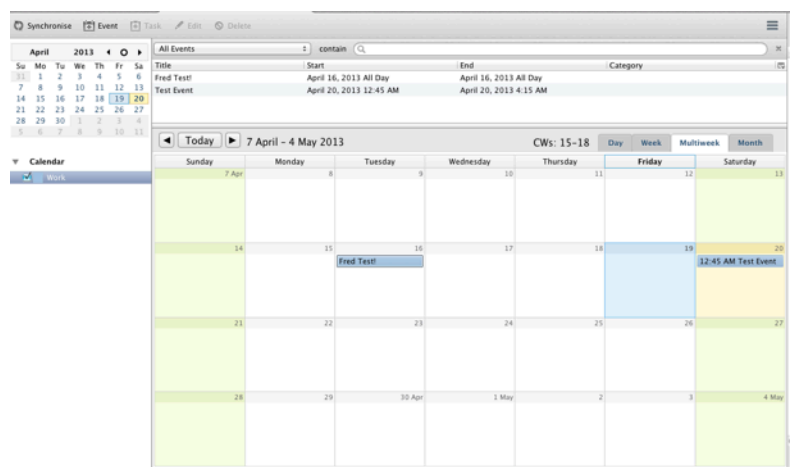 Synchronise Event Task Edit Delete
April 2013
Su Mo Tu We Th Fr Sa
31 1 2 3 4 5 6
7 8 9 10 11 12 13
14 15 16 17 18 19 20
21 22 23 24 25 26 27
28 29 30 1 2 3 4
5 6 7 8 9 10 11
Calendar
Work
All Events contain
Title Start End Category
Fred Test! April 16, 2013 All Day April 16, 2013 All Day
Test Event April 20, 2013 12:45 AM April 20, 2013 4:15 AM
Today 7 April – 4 May 2013 CWs: 15–18 Day Week Multiweek Month
Sunday Monday Tuesday Wednesday Thursday Friday Saturday
7 Apr 8 9 10 11 12 13
14 15 16 17 18 19 20
Fred Test! 12:45 AM Test Event
21 22 23 24 25 26 27
28 29 30 Apr 1 May 2 3 4 May